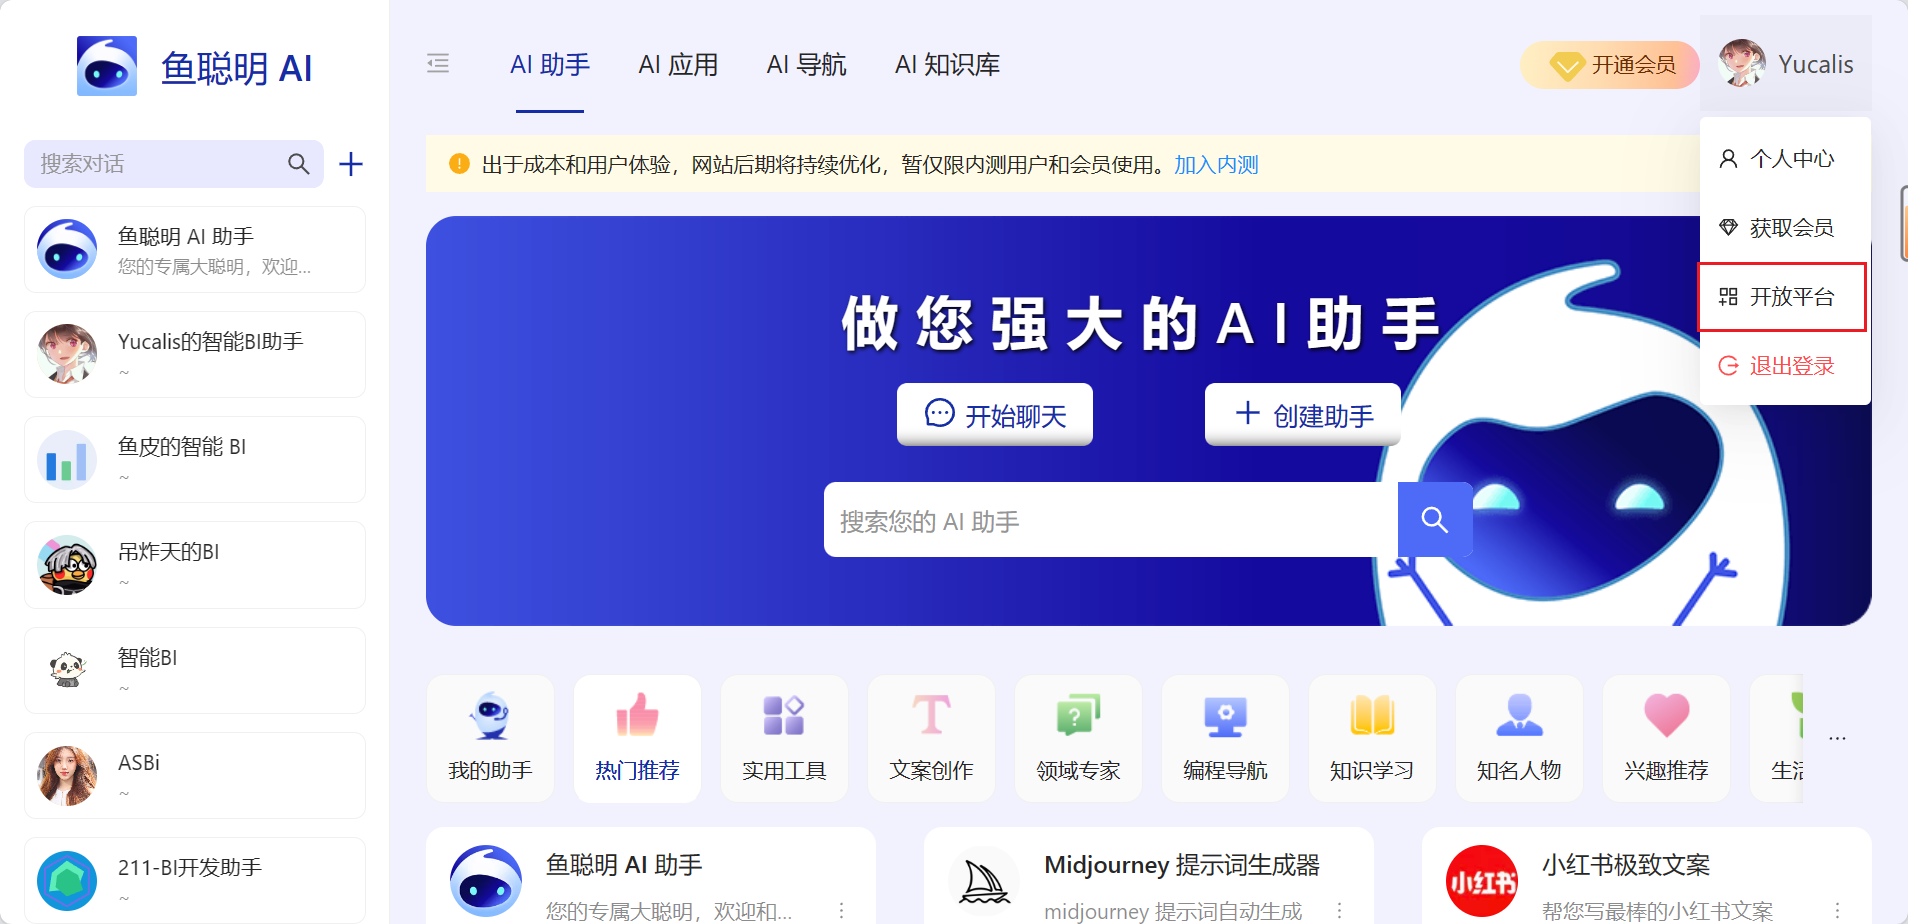 鱼聪明 AI
AI 助手
AI 应用
AI 导航
AI 知识库
开通会员
Yucalis
搜索对话
出于成本和用户体验，网站后期将持续优化，暂仅限内测用户和会员使用。加入内测
个人中心
获取会员
开放平台
退出登录
鱼聪明 AI 助手
您的专属大聪明，欢迎...
Yucalis的智能BI助手
~
鱼皮的智能 BI
~
吊炸天的BI
~
智能BI
~
ASBi
~
211-BI开发助手
~
做您强大的AI助手
开始聊天
创建助手
搜索您的 AI 助手
我的助手
热门推荐
实用工具
文案创作
领域专家
编程导航
知识学习
知名人物
兴趣推荐
生活
...
鱼聪明 AI 助手
您的专属大聪明，欢迎和...
Midjourney 提示词生成器
midjourney 提示词自动生成
小红书
小红书极致文案
帮您写最棒的小红书文案